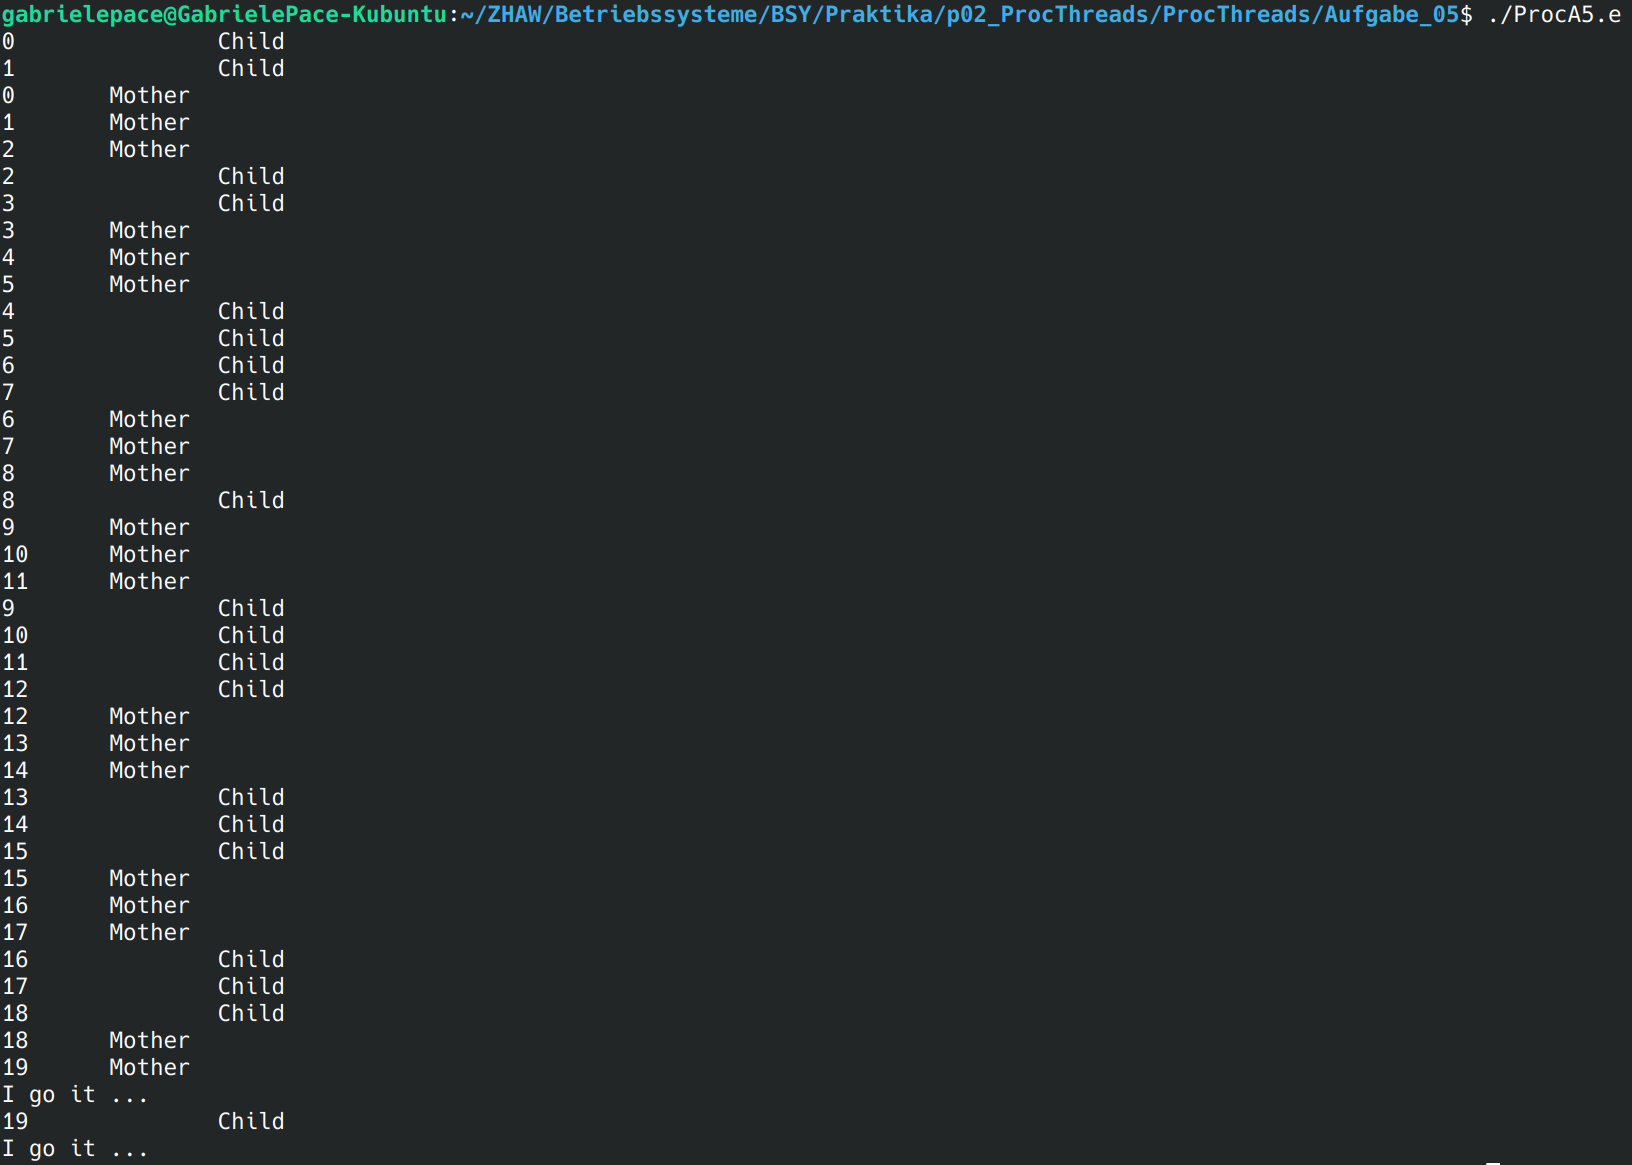 gabrielepace@GabrielePace-Kubuntu:~/ZHAW/Betriebssysteme/BSY/Praktika/p02_ProcThreads/ProcThreads/Aufgabe_05$ ./ProcA5.e
0 Child
1 Child
0 Mother
1 Mother
2 Mother
2 Child
3 Child
3 Mother
4 Mother
5 Mother
4 Child
5 Child
6 Child
7 Child
6 Mother
7 Mother
8 Mother
8 Child
9 Mother
10 Mother
11 Mother
9 Child
10 Child
11 Child
12 Child
12 Mother
13 Mother
14 Mother
13 Child
14 Child
15 Child
15 Mother
16 Mother
17 Mother
16 Child
17 Child
18 Child
18 Mother
19 Mother
I go it ...
19 Child
I go it ...